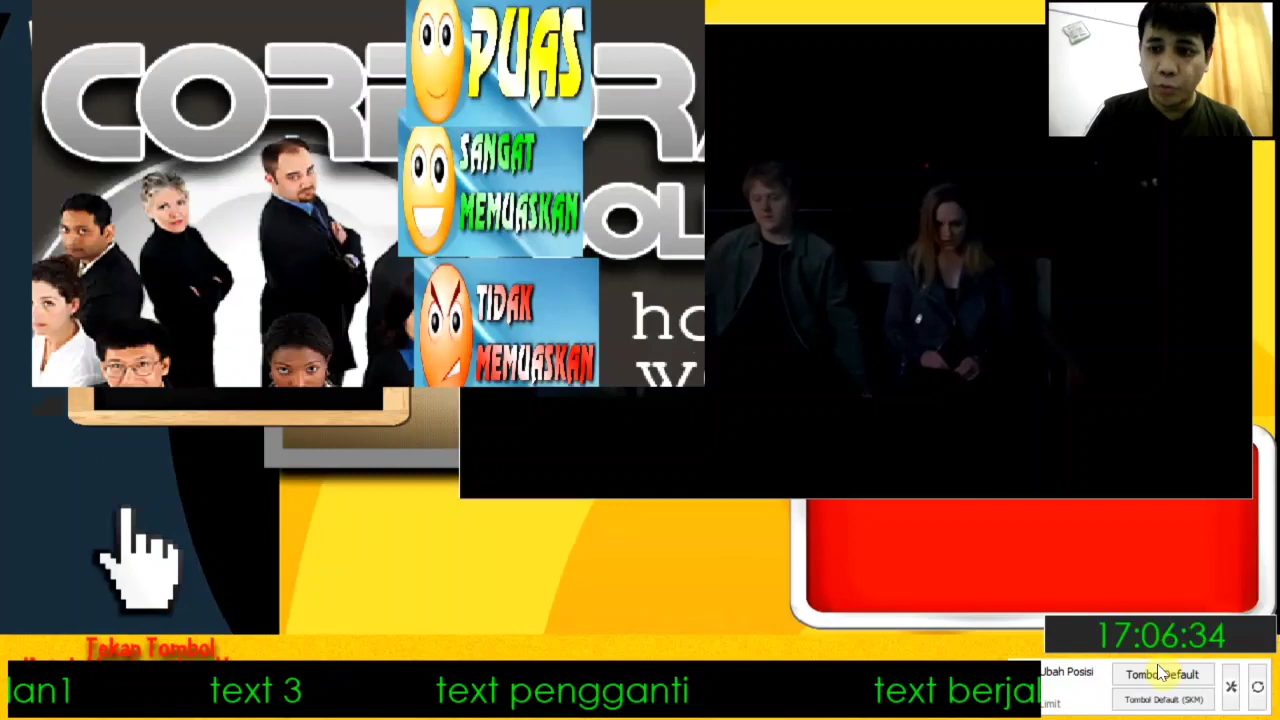 PUAS
SANGAT
MEMUASKAN
TIDAK
MEMUASKAN
Tekan Tombol
17:06:34
lan1 text 3 text pengganti text berjal
Ubah Posisi
Tombol Default
Limit
Tombol Default (SKM)